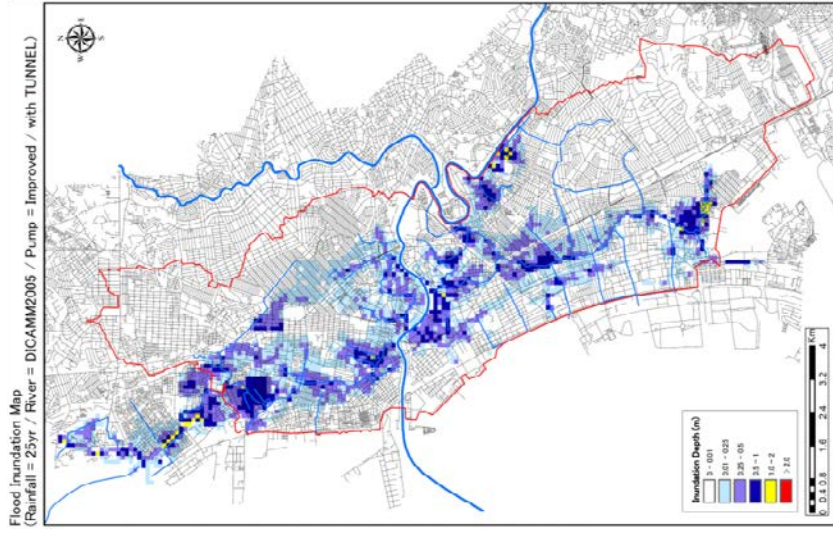 Flood Inundation Map
(Rainfall = 25yr / River = DICAMM2005 / Pump = Improved / with TUNNEL)
N
W
E
S
Inundation Depth (m)
0 - 0.01
0.01 - 0.25
0.25 - 0.5
0.5 - 1
1.0 - 2
> 2.0
0 0.4 0.8 1.6 2.4 3.2 4
Km